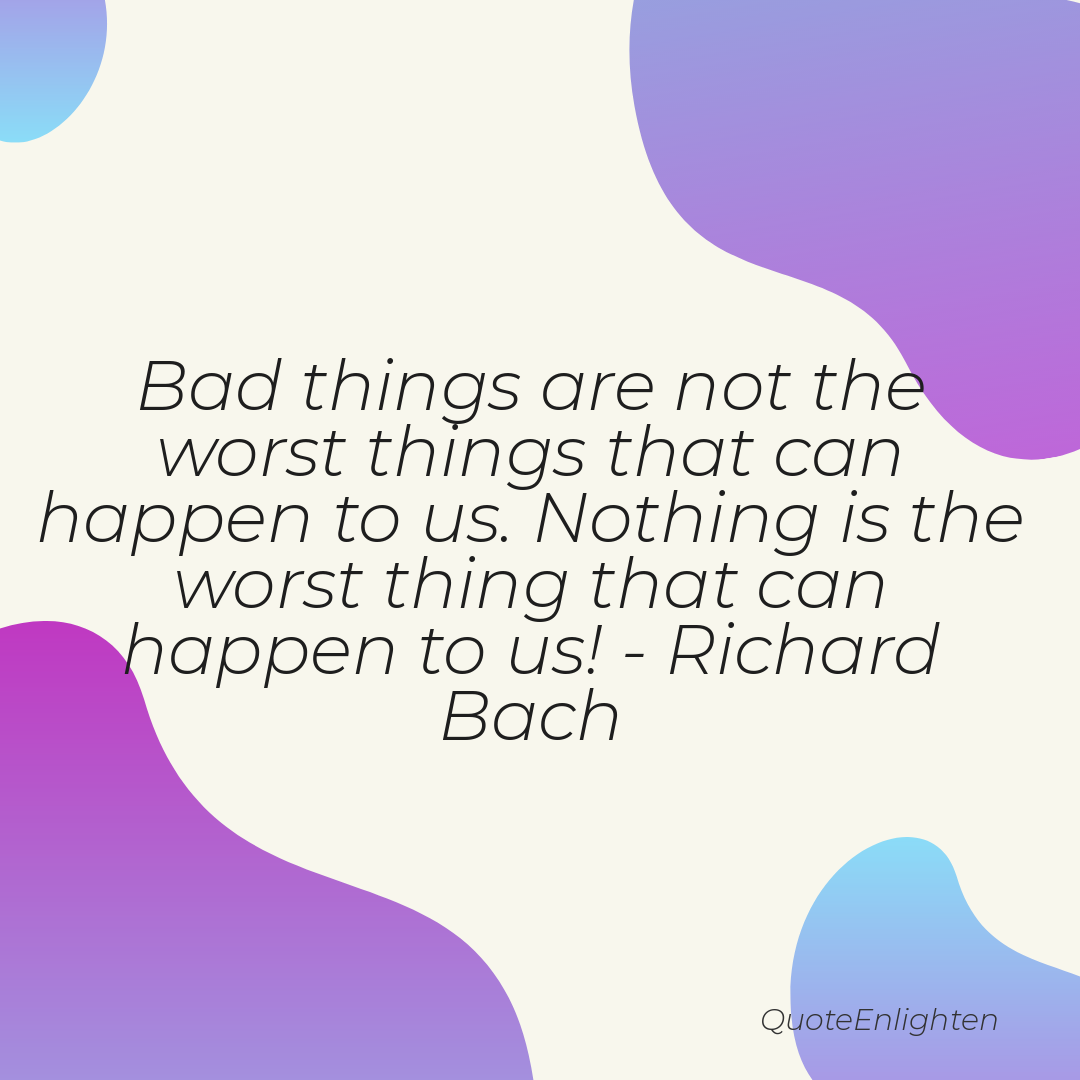 Bad things are not the
worst things that can
happen to us. Nothing is the
worst thing that can
happen to us! - Richard
Bach
QuoteEnlighten